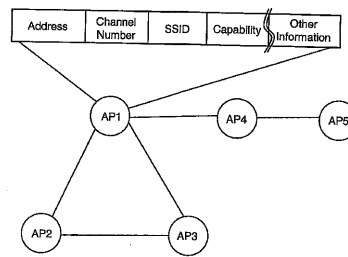 Address
Channel
Number
SSID
Capability
Other
Information
AP1
AP4
AP5
AP2
AP3